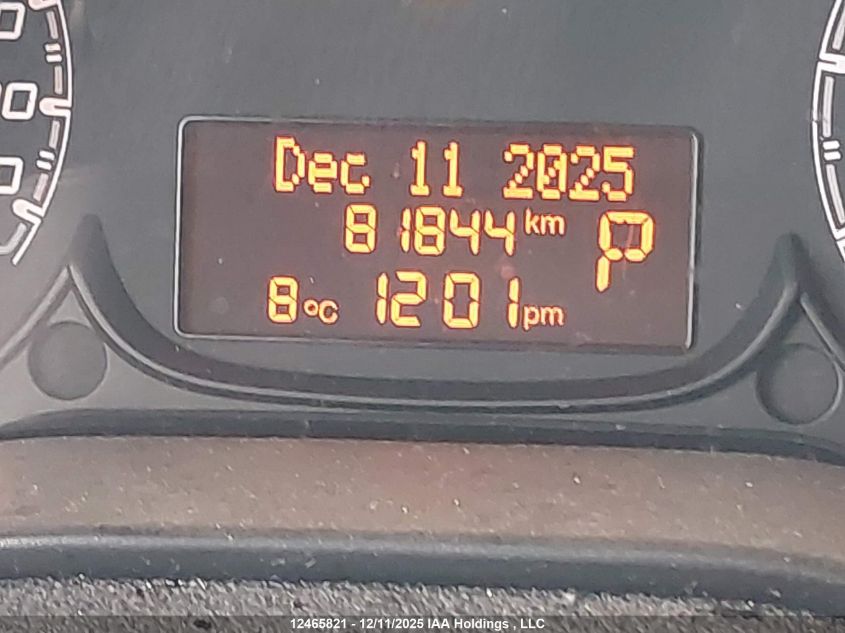 Dec 11 2025
81844 km P
8°C 1201 pm
12465821 - 12/11/2025 IAA Holdings , LLC